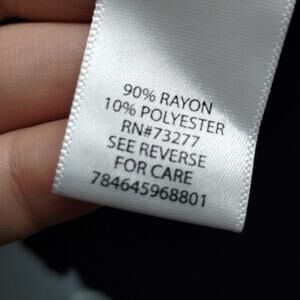 90% RAYON
10% POLYESTER
RN#73277
SEE REVERSE
FOR CARE
784645968801